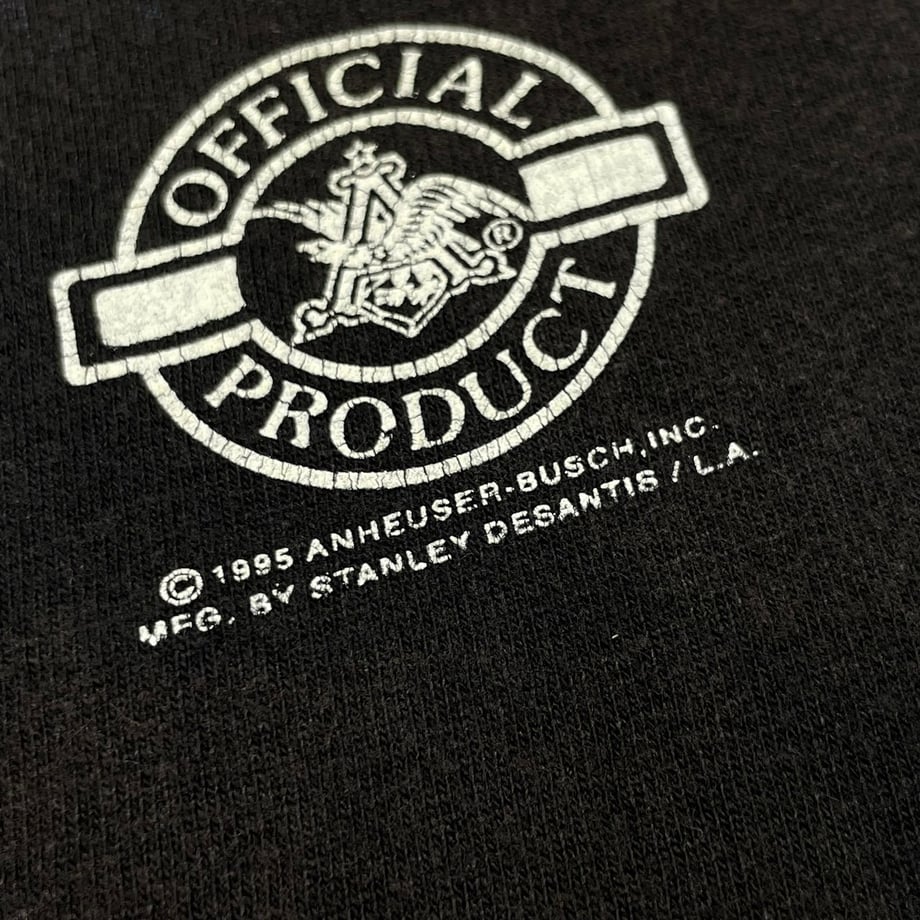 OFFICIAL
®
PRODUCT
© 1995 ANHEUSER-BUSCH, INC.
MFG. BY STANLEY DESANTIS / L.A.